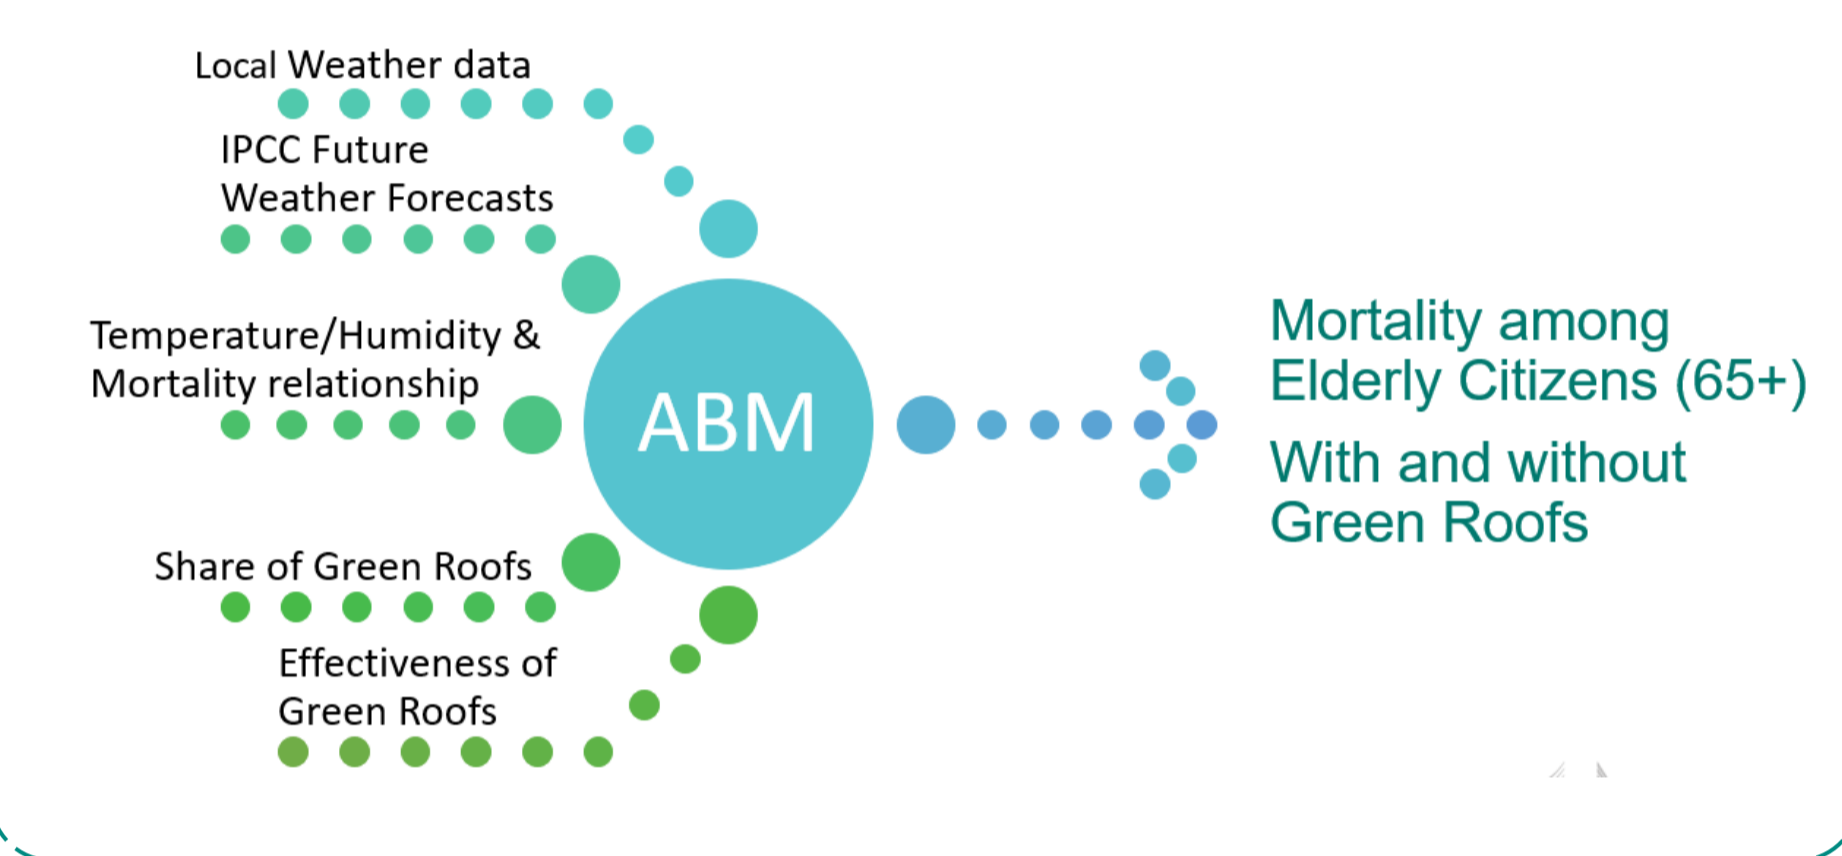 Local Weather data
IPCC Future
Weather Forecasts
Temperature/Humidity &
Mortality relationship
Share of Green Roofs
Effectiveness of
Green Roofs
ABM
Mortality among
Elderly Citizens (65+)
With and without
Green Roofs